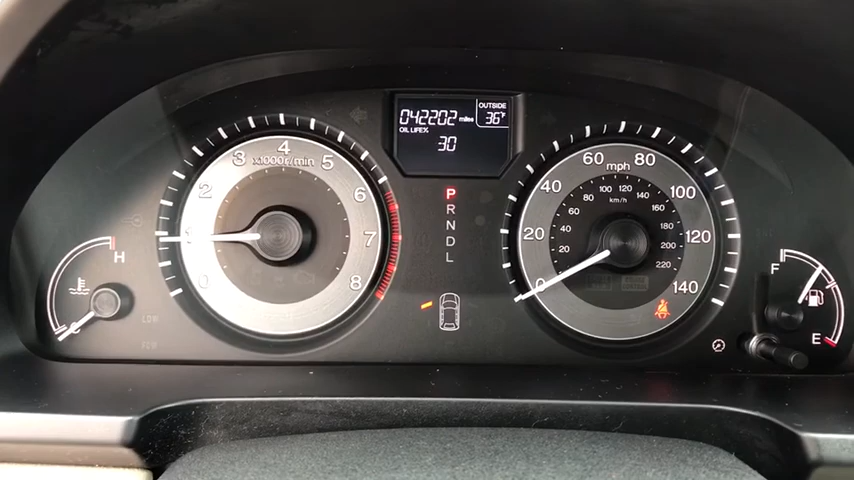 042202 miles
OUTSIDE
36°F
OIL LIFE%
30
0
1
2
3
4
5
6
7
8
x1000r/min
P
R
N
D
L
0
20
40
60
80
100
120
140
mph
20
40
60
80
100
120
140
160
180
200
220
km/h
H
C
F
E
LOW